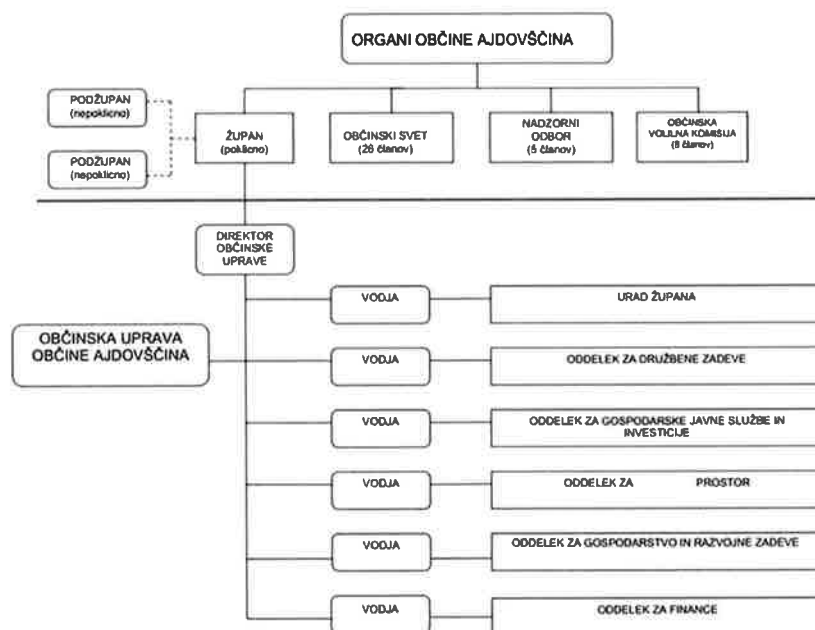 ORGANI OBČINE AJDOVŠČINA
PODŽUPAN
(nepoklicno)
PODŽUPAN
(nepoklicno)
ŽUPAN
(poklicno)
OBČINSKI SVET
(26 članov)
NADZORNI
ODBOR
(5 članov)
OBČINSKA
VOLILNA KOMISIJA
(8 članov)
DIREKTOR
OBČINSKE
UPRAVE
OBČINSKA UPRAVA
OBČINE AJDOVŠČINA
VODJA
URAD ŽUPANA
VODJA
ODDELEK ZA DRUŽBENE ZADEVE
VODJA
ODDELEK ZA GOSPODARSKE JAVNE SLUŽBE IN
INVESTICIJE
VODJA
ODDELEK ZA PROSTOR
VODJA
ODDELEK ZA GOSPODARSTVO IN RAZVOJNE ZADEVE
VODJA
ODDELEK ZA FINANCE